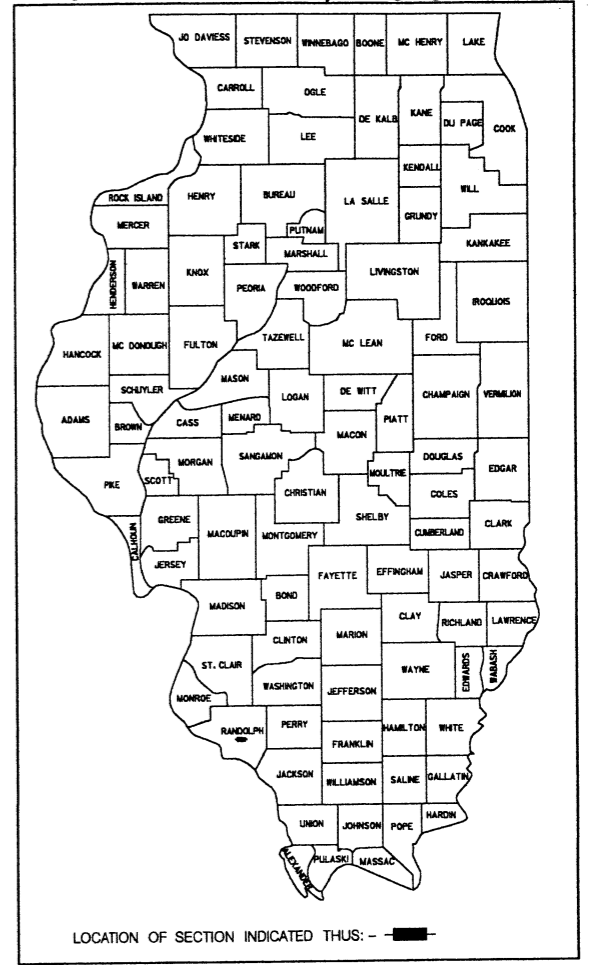 JO DAVIESS STEVENSON WINNEBAGO BOONE MC HENRY LAKE
CARROLL OGLE DE KALB KANE DU PAGE COOK
WHITESIDE LEE
KENDALL
ROCK ISLAND HENRY BUREAU LA SALLE WILL
MERCER PUTNAM GRUNDY
STARK MARSHALL KANKAKEE
HENDERSON WARREN KNOX PEORIA WOODFORD LIVINGSTON
IROQUOIS
HANCOCK MC DONOUGH FULTON TAZEWELL MC LEAN FORD
MASON
SCHUYLER LOGAN DE WITT CHAMPAIGN VERMILION
ADAMS BROWN CASS MENARD PIATT
MACON
PIKE SCOTT MORGAN SANGAMON MOULTRIE DOUGLAS EDGAR
CHRISTIAN COLES
CALHOUN GREENE MACOUPIN MONTGOMERY SHELBY CUMBERLAND CLARK
JERSEY FAYETTE EFFINGHAM JASPER CRAWFORD
MADISON BOND
CLAY RICHLAND LAWRENCE
CLINTON MARION
ST. CLAIR WAYNE EDWARDS WABASH
MONROE WASHINGTON JEFFERSON
RANDOLPH PERRY HAMILTON WHITE
FRANKLIN
JACKSON WILLIAMSON SALINE GALLATIN
HARDIN
UNION JOHNSON POPE
ALEXANDER PULASKI MASSAC
LOCATION OF SECTION INDICATED THUS: -